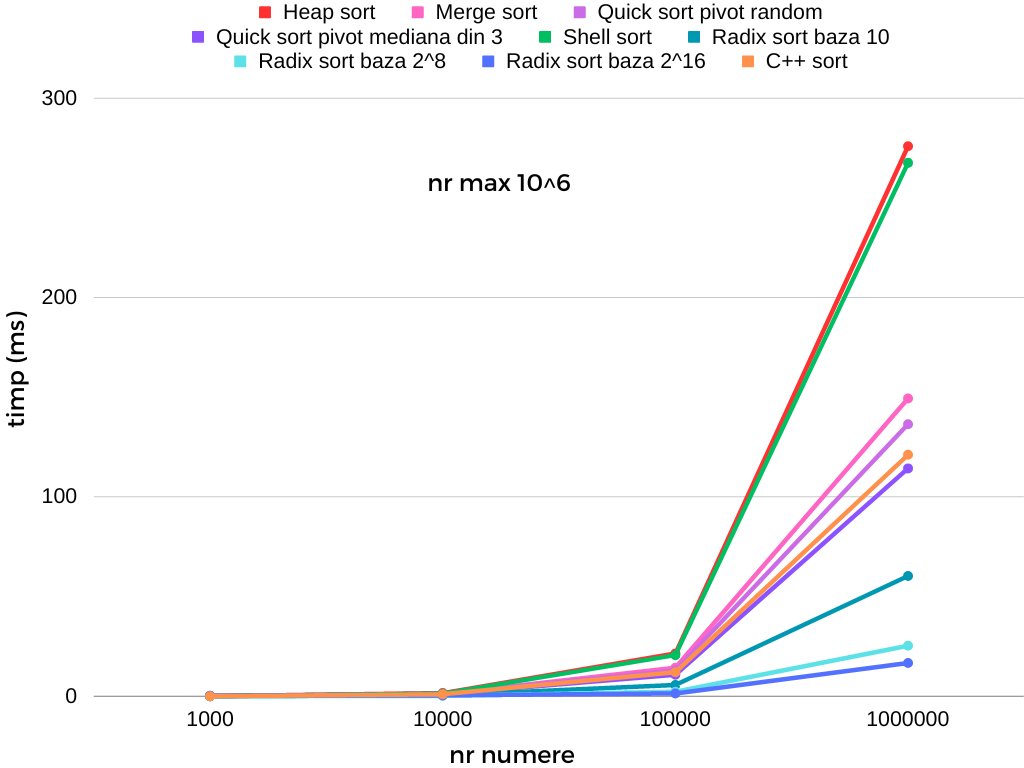 Heap sort Merge sort Quick sort pivot random
Quick sort pivot mediana din 3 Shell sort Radix sort baza 10
Radix sort baza 2^8 Radix sort baza 2^16 C++ sort
300
nr max 10^6
200
timp (ms)
100
0
1000 10000 100000 1000000
nr numere